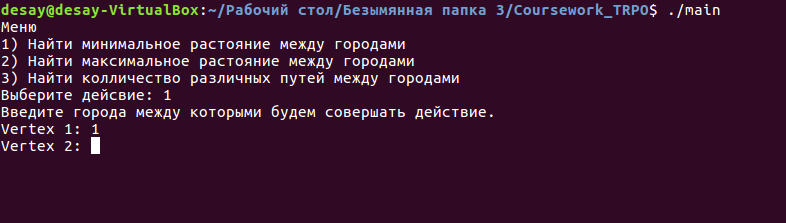 desay@desay-VirtualBox:~/Рабочий стол/Безымянная папка 3/Coursework_TRPO$ ./main
Меню
1) Найти минимальное растояние между городами
2) Найти максимальное растояние между городами
3) Найти колличество различных путей между городами
Выберите дейсвие: 1
Введите города между которыми будем совершать действие.
Vertex 1: 1
Vertex 2: